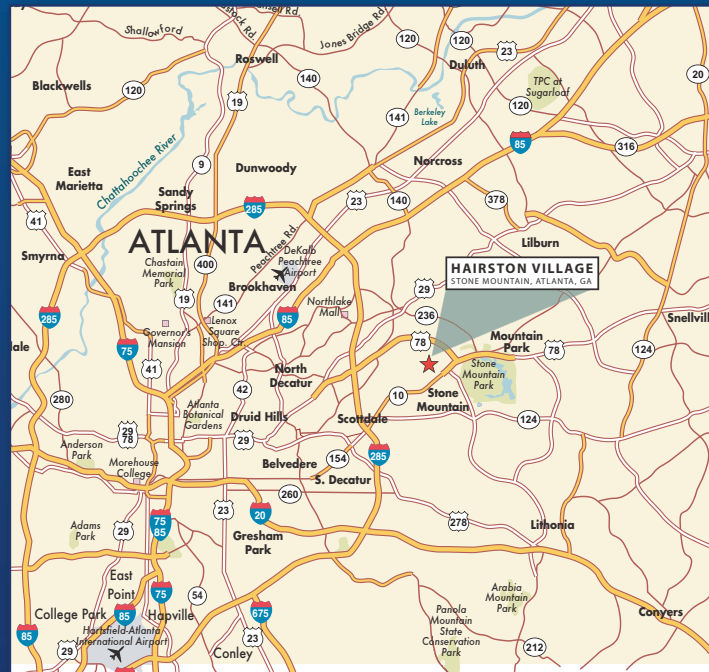 Shallowford
Jones Bridge Rd.
120
120
23
Roswell
Duluth
20
Blackwells
120
140
TPC at
Sugarloaf
19
120
141
Berkeley
Lake
Chattahoochee River
85
316
9
Dunwoody
Norcross
East
Marietta
Sandy
Springs
23
140
378
285
41
ATLANTA
Peachtree Rd.
Lilburn
Smyrna
Chastain
Memorial
Park
400
DeKalb
Peachtree
Airport
HAIRSTON VILLAGE
STONE MOUNTAIN, ATLANTA, GA
Brookhaven
29
19
141
Northlake
Mall
285
85
236
Snellvil
Governor's
Mansion
Lenox
Square
Shop. Ctr.
78
Mountain
Park
78
124
dale
75
41
North
Decatur
Stone
Mountain
Park
42
10
Stone
Mountain
280
Atlanta
Botanical
Gardens
Druid Hills
Scottdale
124
29
78
29
Anderson
Park
Belvedere
154
285
Morehouse
College
S. Decatur
260
23
20
75
85
278
Lithonia
29
Gresham
Park
Adams
Park
East
Point
75
54
Arabia
Mountain
Park
College Park
85
Hapville
675
Panola
Mountain
State
Conservation
Park
Conyers
85
Hartsfield-Atlanta
International Airport
23
29
Conley
212